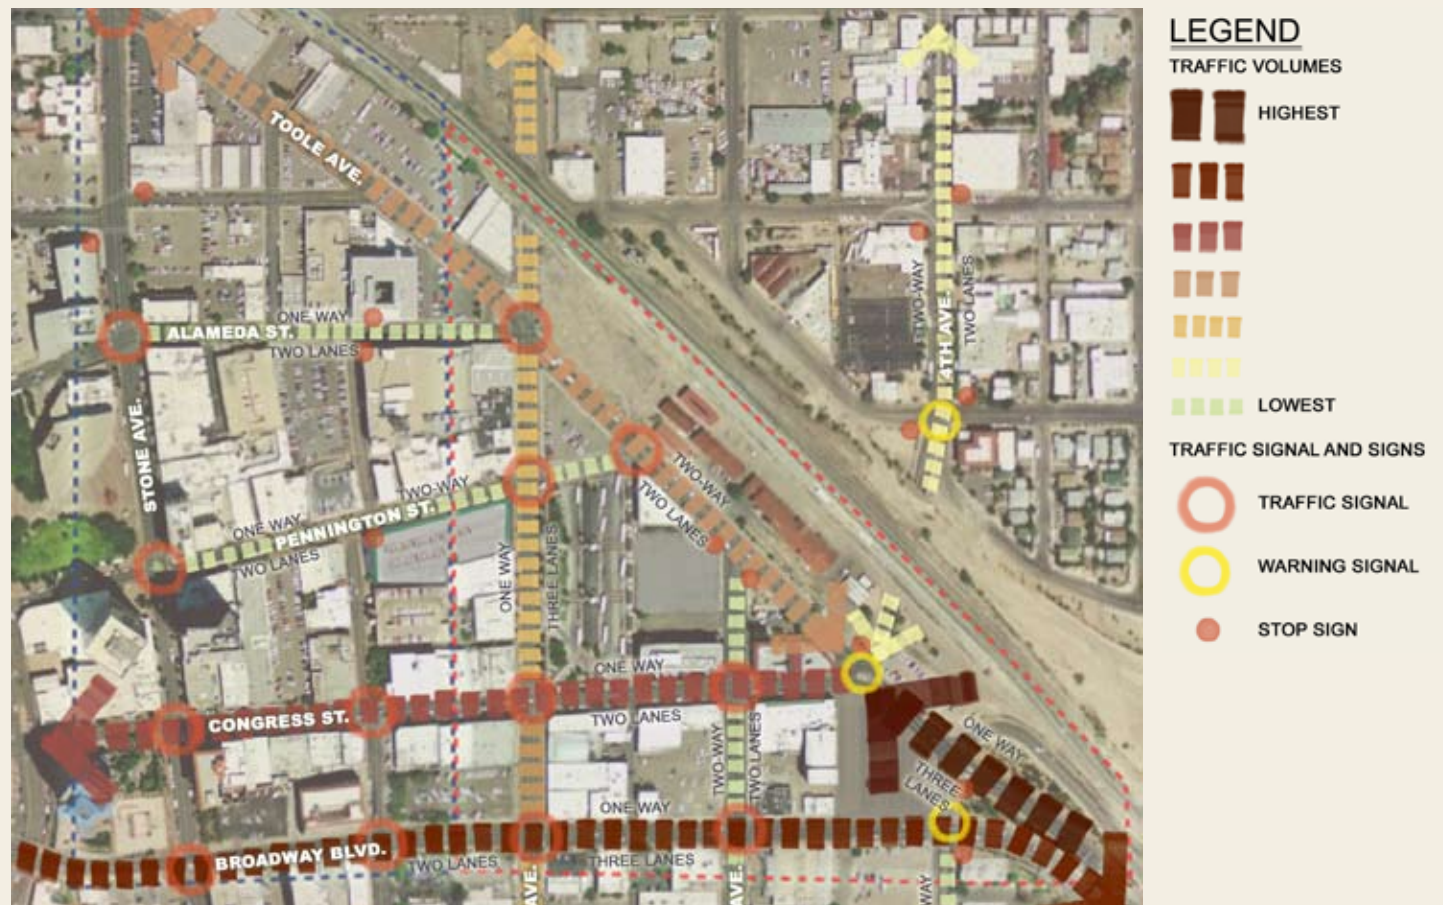 LEGEND
TRAFFIC VOLUMES
HIGHEST
LOWEST
TRAFFIC SIGNAL AND SIGNS
TRAFFIC SIGNAL
WARNING SIGNAL
STOP SIGN
TOOLE AVE.
ONE WAY
ALAMEDA ST.
TWO LANES
TWO-WAY
4TH AVE.
TWO LANES
STONE AVE.
TWO-WAY
ONE WAY
PENNINGTON ST.
TWO LANES
TWO-WAY
TWO LANES
ONE WAY
THREE LANES
ONE WAY
CONGRESS ST.
TWO LANES
TWO-WAY
TWO LANES
ONE WAY
THREE
LANES
ONE WAY
BROADWAY BLVD.
TWO LANES
THREE LANES
AVE.
AVE.
WAY